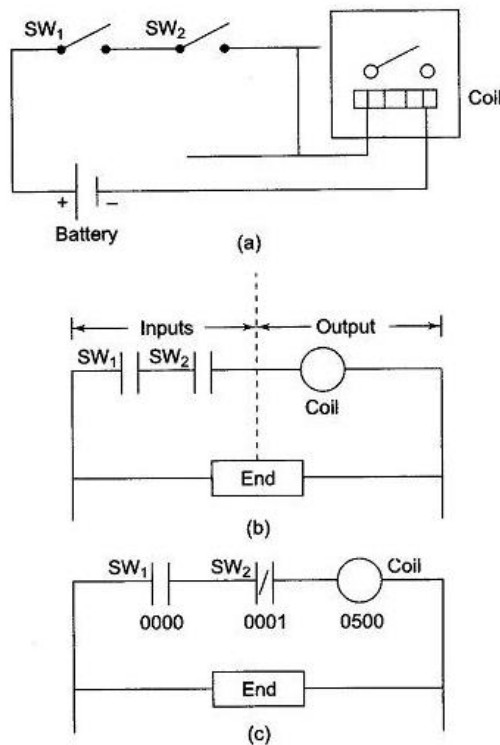 SW₁ SW₂
Coil
+ –
Battery
(a)
Inputs Output
SW₁ SW₂
Coil
End
(b)
SW₁ SW₂ Coil
0000 0001 0500
End
(c)